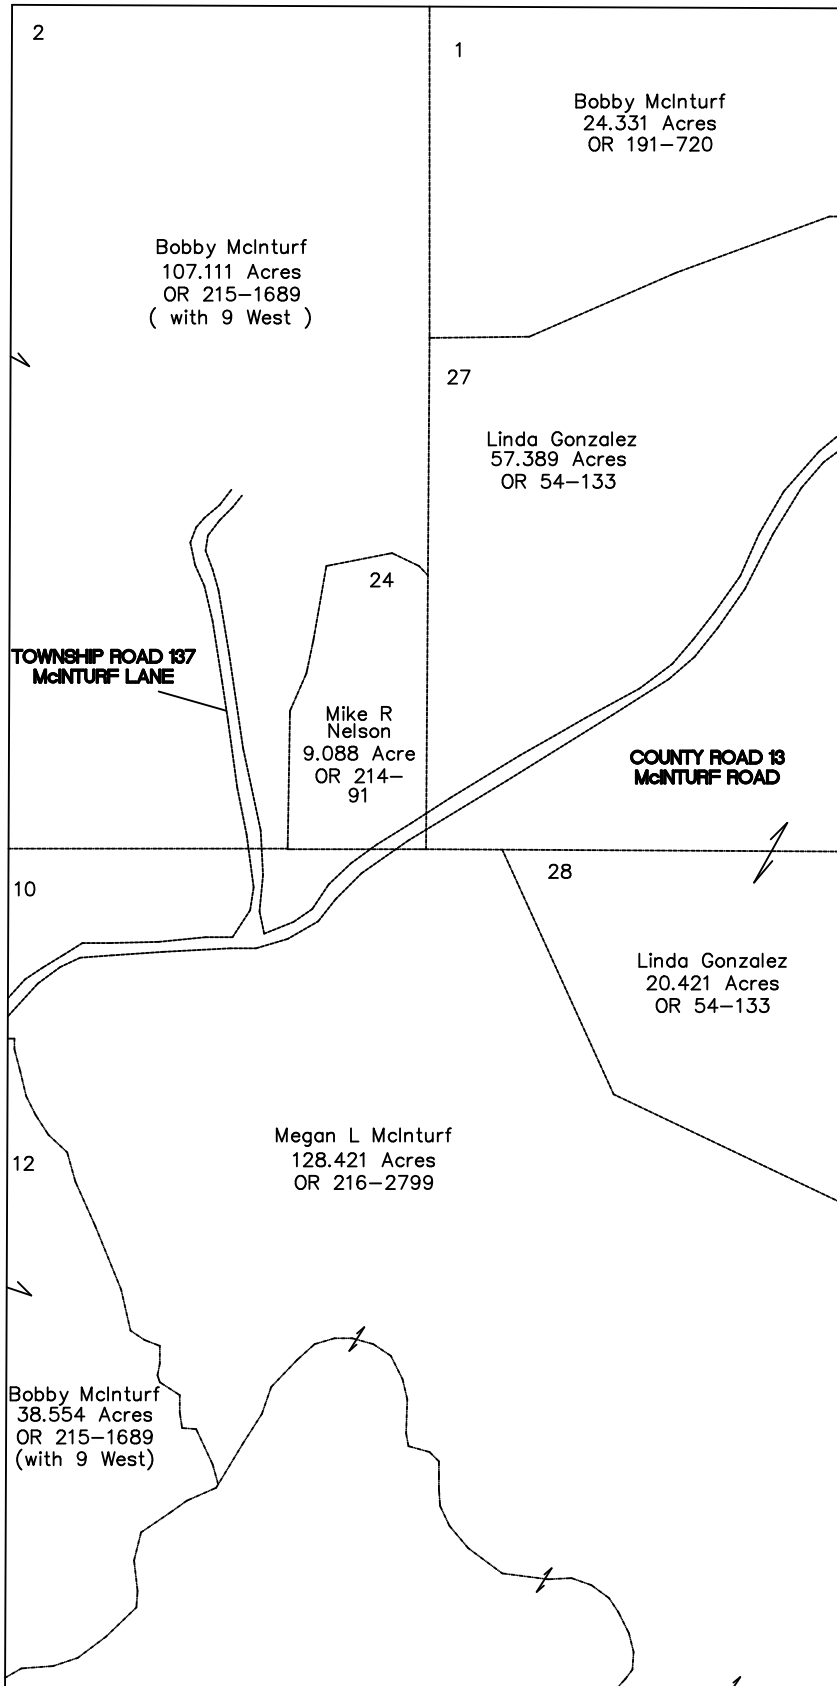 2
1
Bobby McInturf
24.331 Acres
OR 191-720
Bobby McInturf
107.111 Acres
OR 215-1689
( with 9 West )
27
Linda Gonzalez
57.389 Acres
OR 54-133
24
TOWNSHIP ROAD 137
McINTURF LANE
Mike R
Nelson
9.088 Acre
OR 214-
91
COUNTY ROAD 13
McINTURF ROAD
10
28
Linda Gonzalez
20.421 Acres
OR 54-133
Megan L McInturf
128.421 Acres
OR 216-2799
12
Bobby McInturf
38.554 Acres
OR 215-1689
(with 9 West)